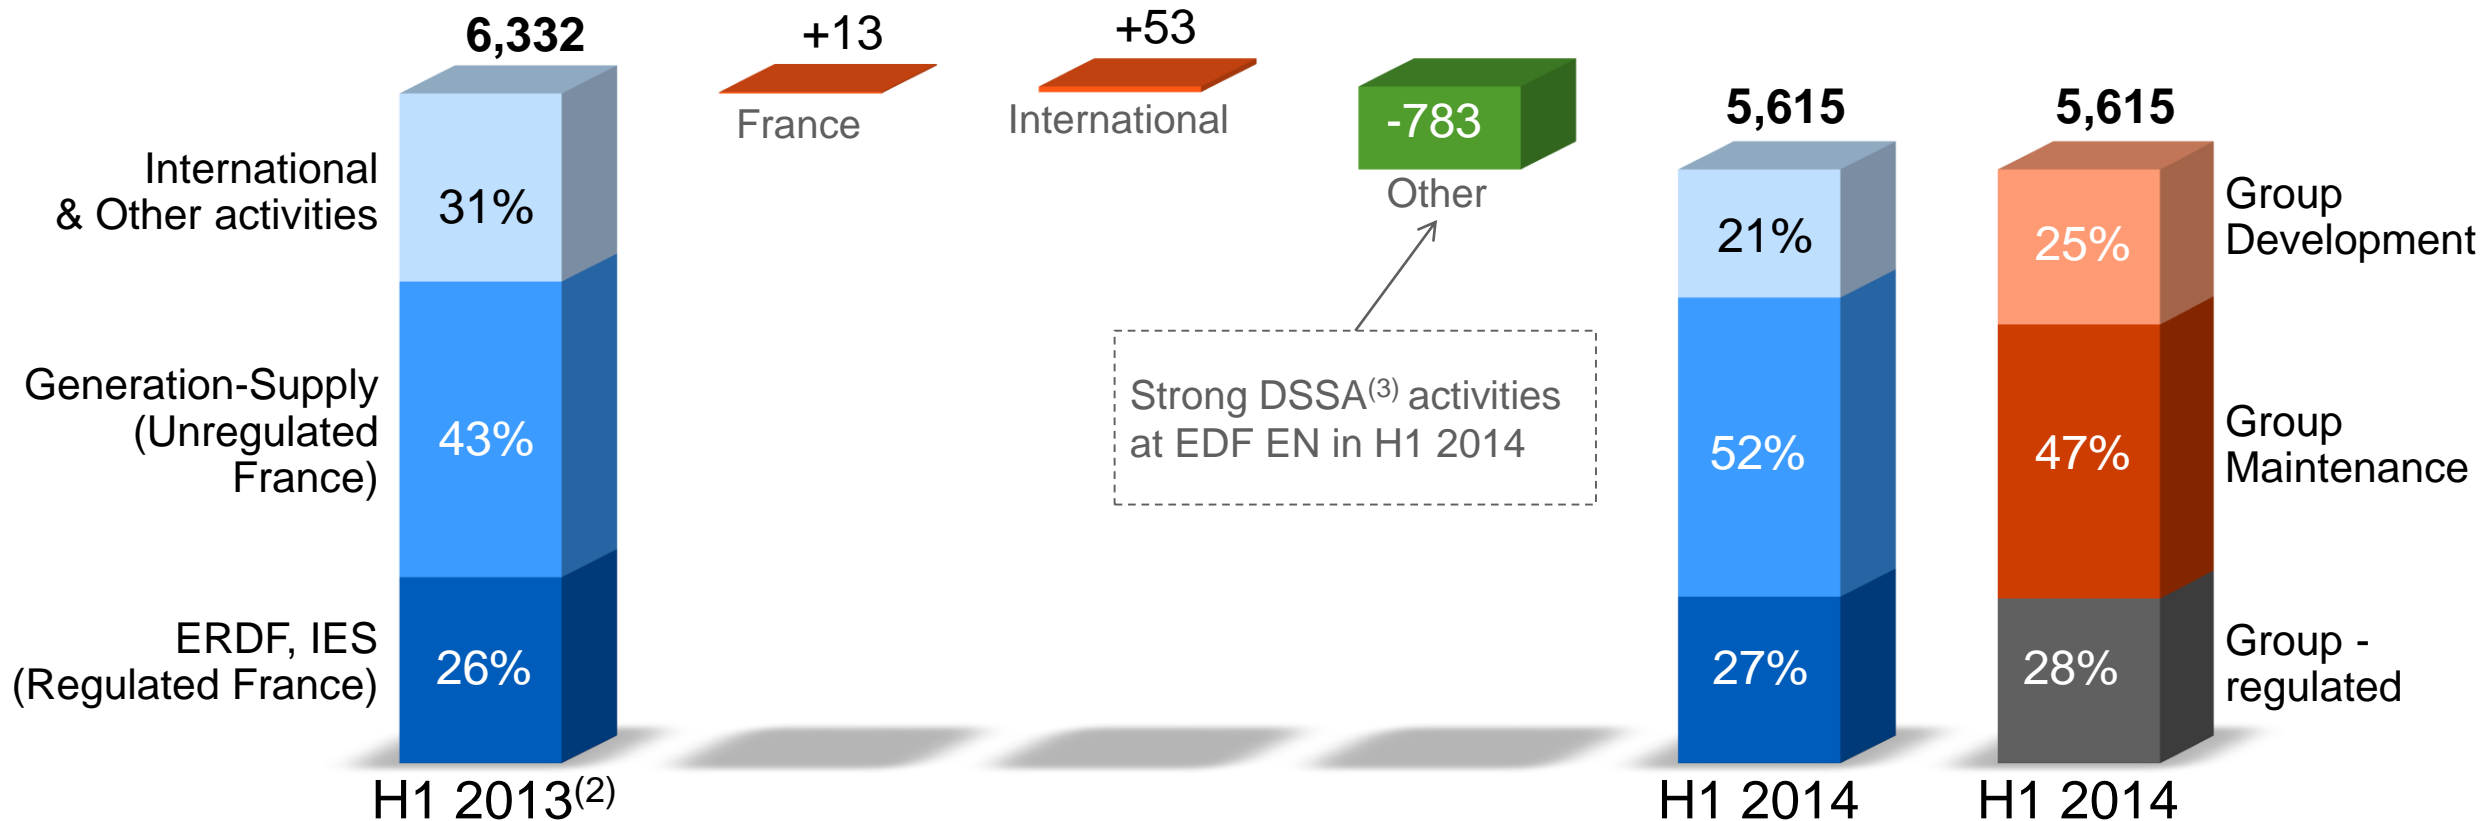 6,332
+13
+53
France
International
-783
Other
5,615
5,615
International
& Other activities
31%
21%
25%
Group
Development
Generation-Supply
(Unregulated
France)
43%
Strong DSSA(3) activities
at EDF EN in H1 2014
52%
47%
Group
Maintenance
ERDF, IES
(Regulated France)
26%
27%
28%
Group -
regulated
H1 2013(2)
H1 2014
H1 2014